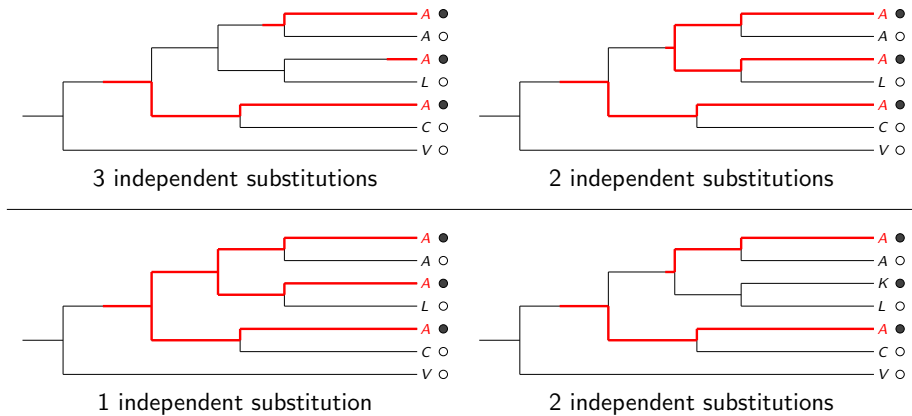 A
A
A
L
A
C
V
3 independent substitutions
A
A
A
L
A
C
V
2 independent substitutions
A
A
A
L
A
C
V
1 independent substitution
A
A
K
L
A
C
V
2 independent substitutions